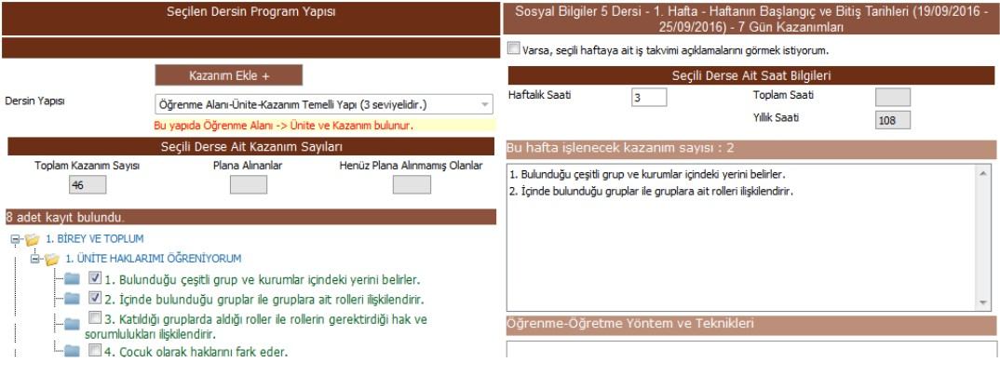 Seçilen Dersin Program Yapısı
Kazanım Ekle +
Dersin Yapısı
Öğrenme Alanı-Ünite-Kazanım Temelli Yapı (3 seviyelidir.)
Bu yapıda Öğrenme Alanı -> Ünite ve Kazanım bulunur.
Seçili Derse Ait Kazanım Sayıları
Toplam Kazanım Sayısı Plana Alınanlar Henüz Plana Alınmamış Olanlar
46
8 adet kayıt bulundu.
1. BİREY VE TOPLUM
1. ÜNİTE HAKLARIMI ÖĞRENİYORUM
1. Bulunduğu çeşitli grup ve kurumlar içindeki yerini belirler.
2. İçinde bulunduğu gruplar ile gruplara ait rolleri ilişkilendirir.
3. Katıldığı gruplarda aldığı roller ile rollerin gerektirdiği hak ve
sorumlulukları ilişkilendirir.
4. Çocuk olarak haklarını fark eder.
Sosyal Bilgiler 5 Dersi - 1. Hafta - Haftanın Başlangıç ve Bitiş Tarihleri (19/09/2016 -
25/09/2016) - 7 Gün Kazanımları
Varsa, seçili haftaya ait iş takvimi açıklamalarını görmek istiyorum.
Seçili Derse Ait Saat Bilgileri
Haftalık Saati 3 Toplam Saati
Yıllık Saati 108
Bu hafta işlenecek kazanım sayısı : 2
1. Bulunduğu çeşitli grup ve kurumlar içindeki yerini belirler.
2. İçinde bulunduğu gruplar ile gruplara ait rolleri ilişkilendirir.
Öğrenme-Öğretme Yöntem ve Teknikleri